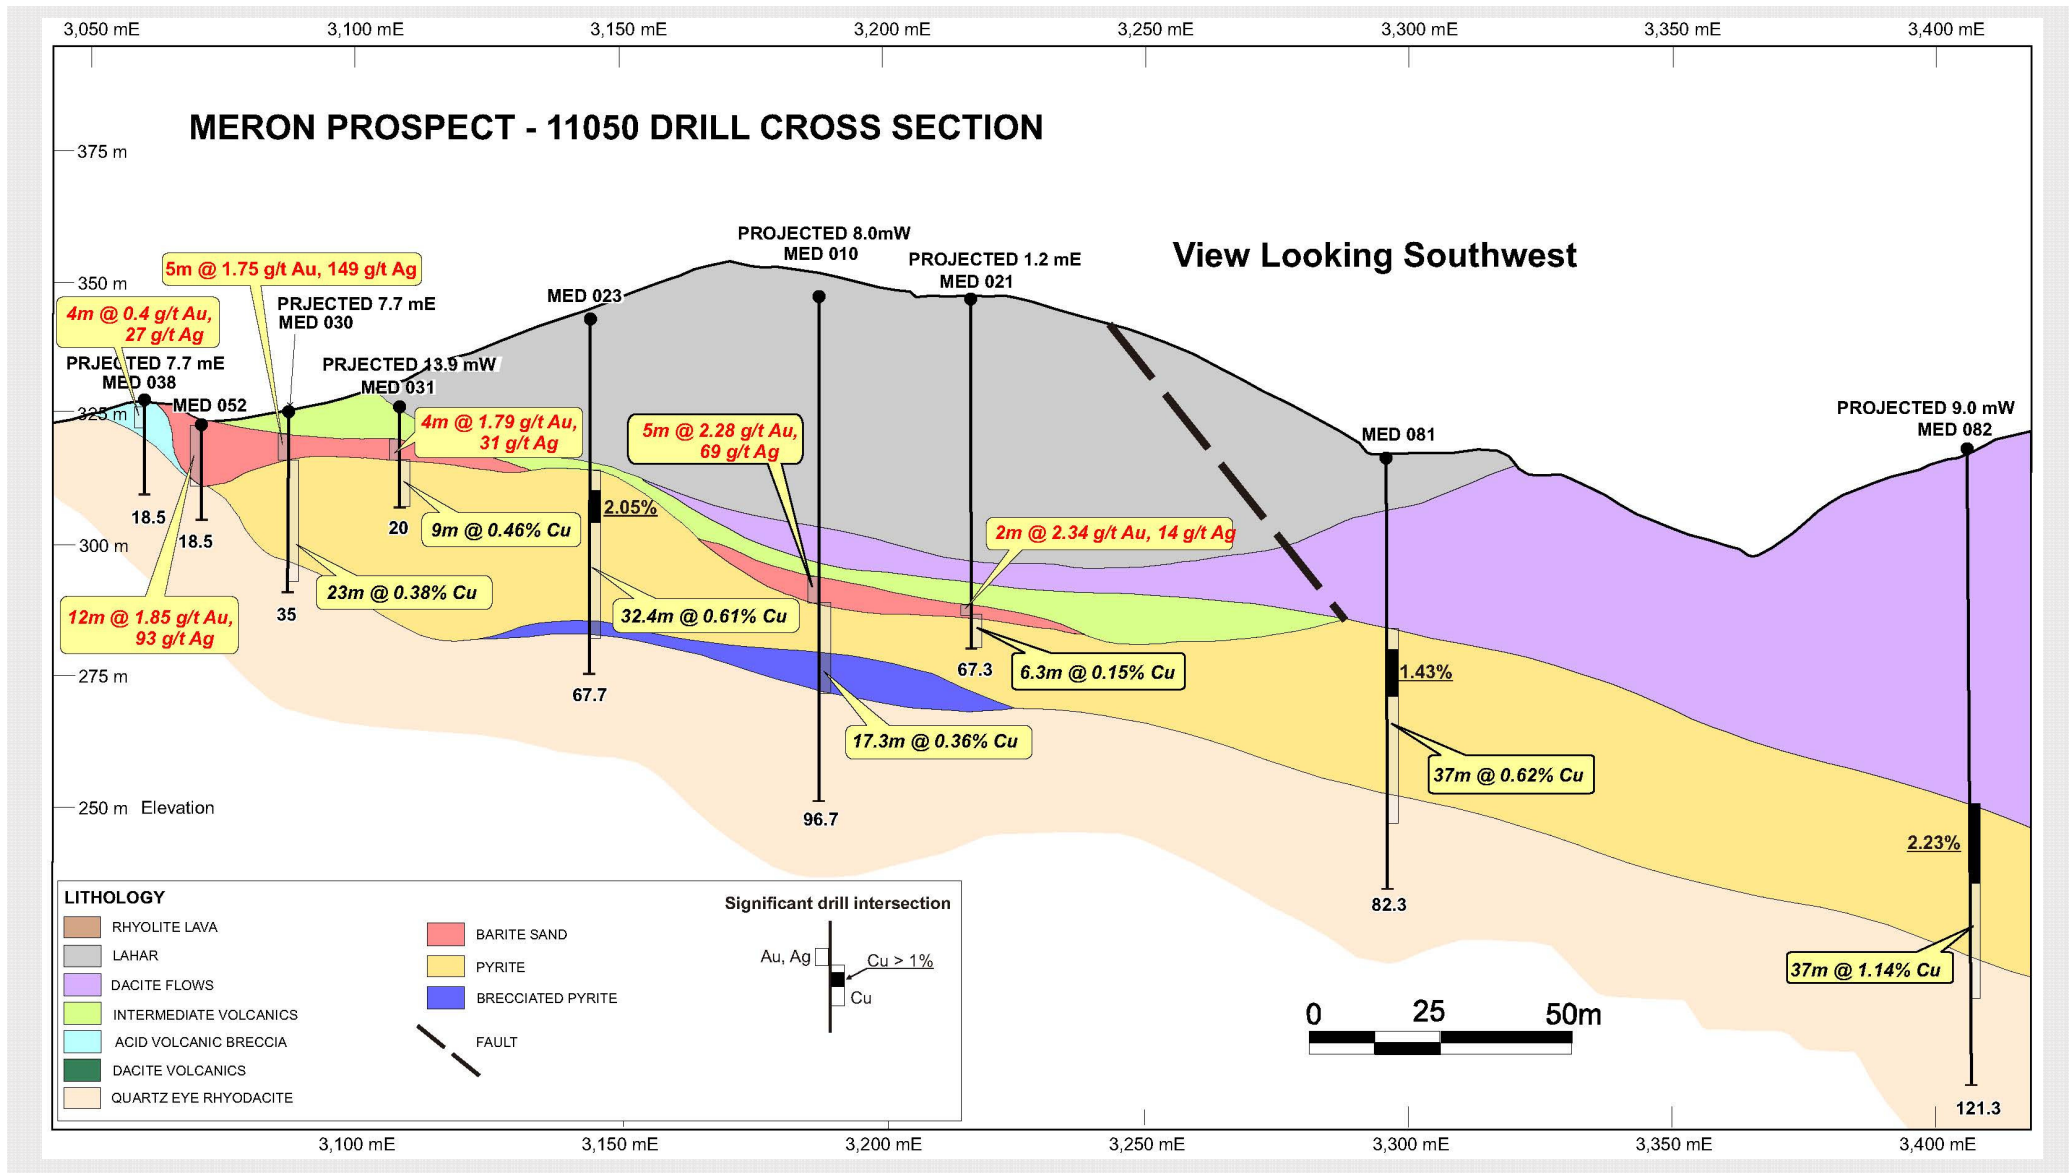 3,050 mE 3,100 mE 3,150 mE 3,200 mE 3,250 mE 3,300 mE 3,350 mE 3,400 mE
MERON PROSPECT - 11050 DRILL CROSS SECTION
375 m
View Looking Southwest
350 m
325 m
300 m
275 m
250 m Elevation
5m @ 1.75 g/t Au, 149 g/t Ag
4m @ 0.4 g/t Au,
27 g/t Ag
PRJECTED 7.7 mE
MED 038
18.5
MED 052
18.5
12m @ 1.85 g/t Au,
93 g/t Ag
PRJECTED 7.7 mE
MED 030
35
23m @ 0.38% Cu
PRJECTED 13.9 mW
MED 031
20
4m @ 1.79 g/t Au,
31 g/t Ag
9m @ 0.46% Cu
MED 023
2.05%
32.4m @ 0.61% Cu
67.7
PROJECTED 8.0mW
MED 010
5m @ 2.28 g/t Au,
69 g/t Ag
17.3m @ 0.36% Cu
96.7
PROJECTED 1.2 mE
MED 021
2m @ 2.34 g/t Au, 14 g/t Ag
67.3
6.3m @ 0.15% Cu
MED 081
1.43%
37m @ 0.62% Cu
82.3
PROJECTED 9.0 mW
MED 082
2.23%
37m @ 1.14% Cu
121.3
LITHOLOGY
RHYOLITE LAVA
LAHAR
DACITE FLOWS
INTERMEDIATE VOLCANICS
ACID VOLCANIC BRECCIA
DACITE VOLCANICS
QUARTZ EYE RHYODACITE
BARITE SAND
PYRITE
BRECCIATED PYRITE
FAULT
Significant drill intersection
Au, Ag
Cu > 1%
Cu
0 25 50m
3,100 mE 3,150 mE 3,200 mE 3,250 mE 3,300 mE 3,350 mE 3,400 mE